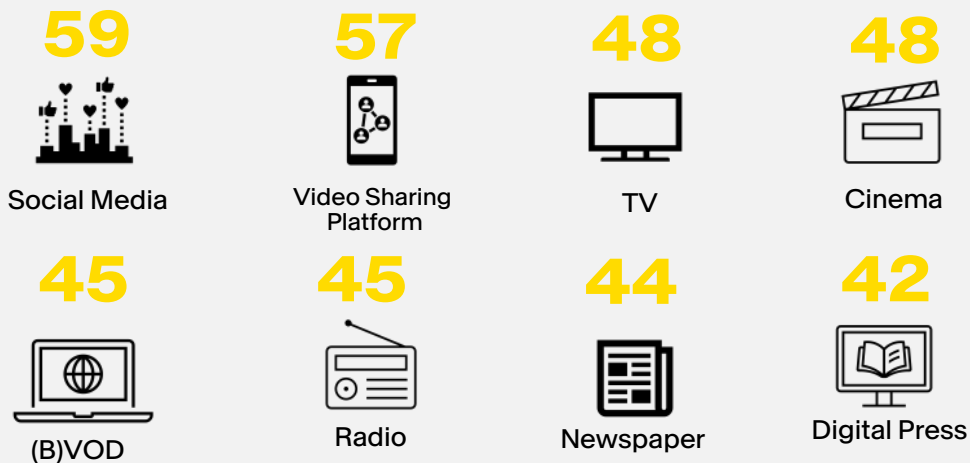 59
57
48
48
Social Media
Video Sharing
Platform
TV
Cinema
45
45
44
42
(B)VOD
Radio
Newspaper
Digital Press